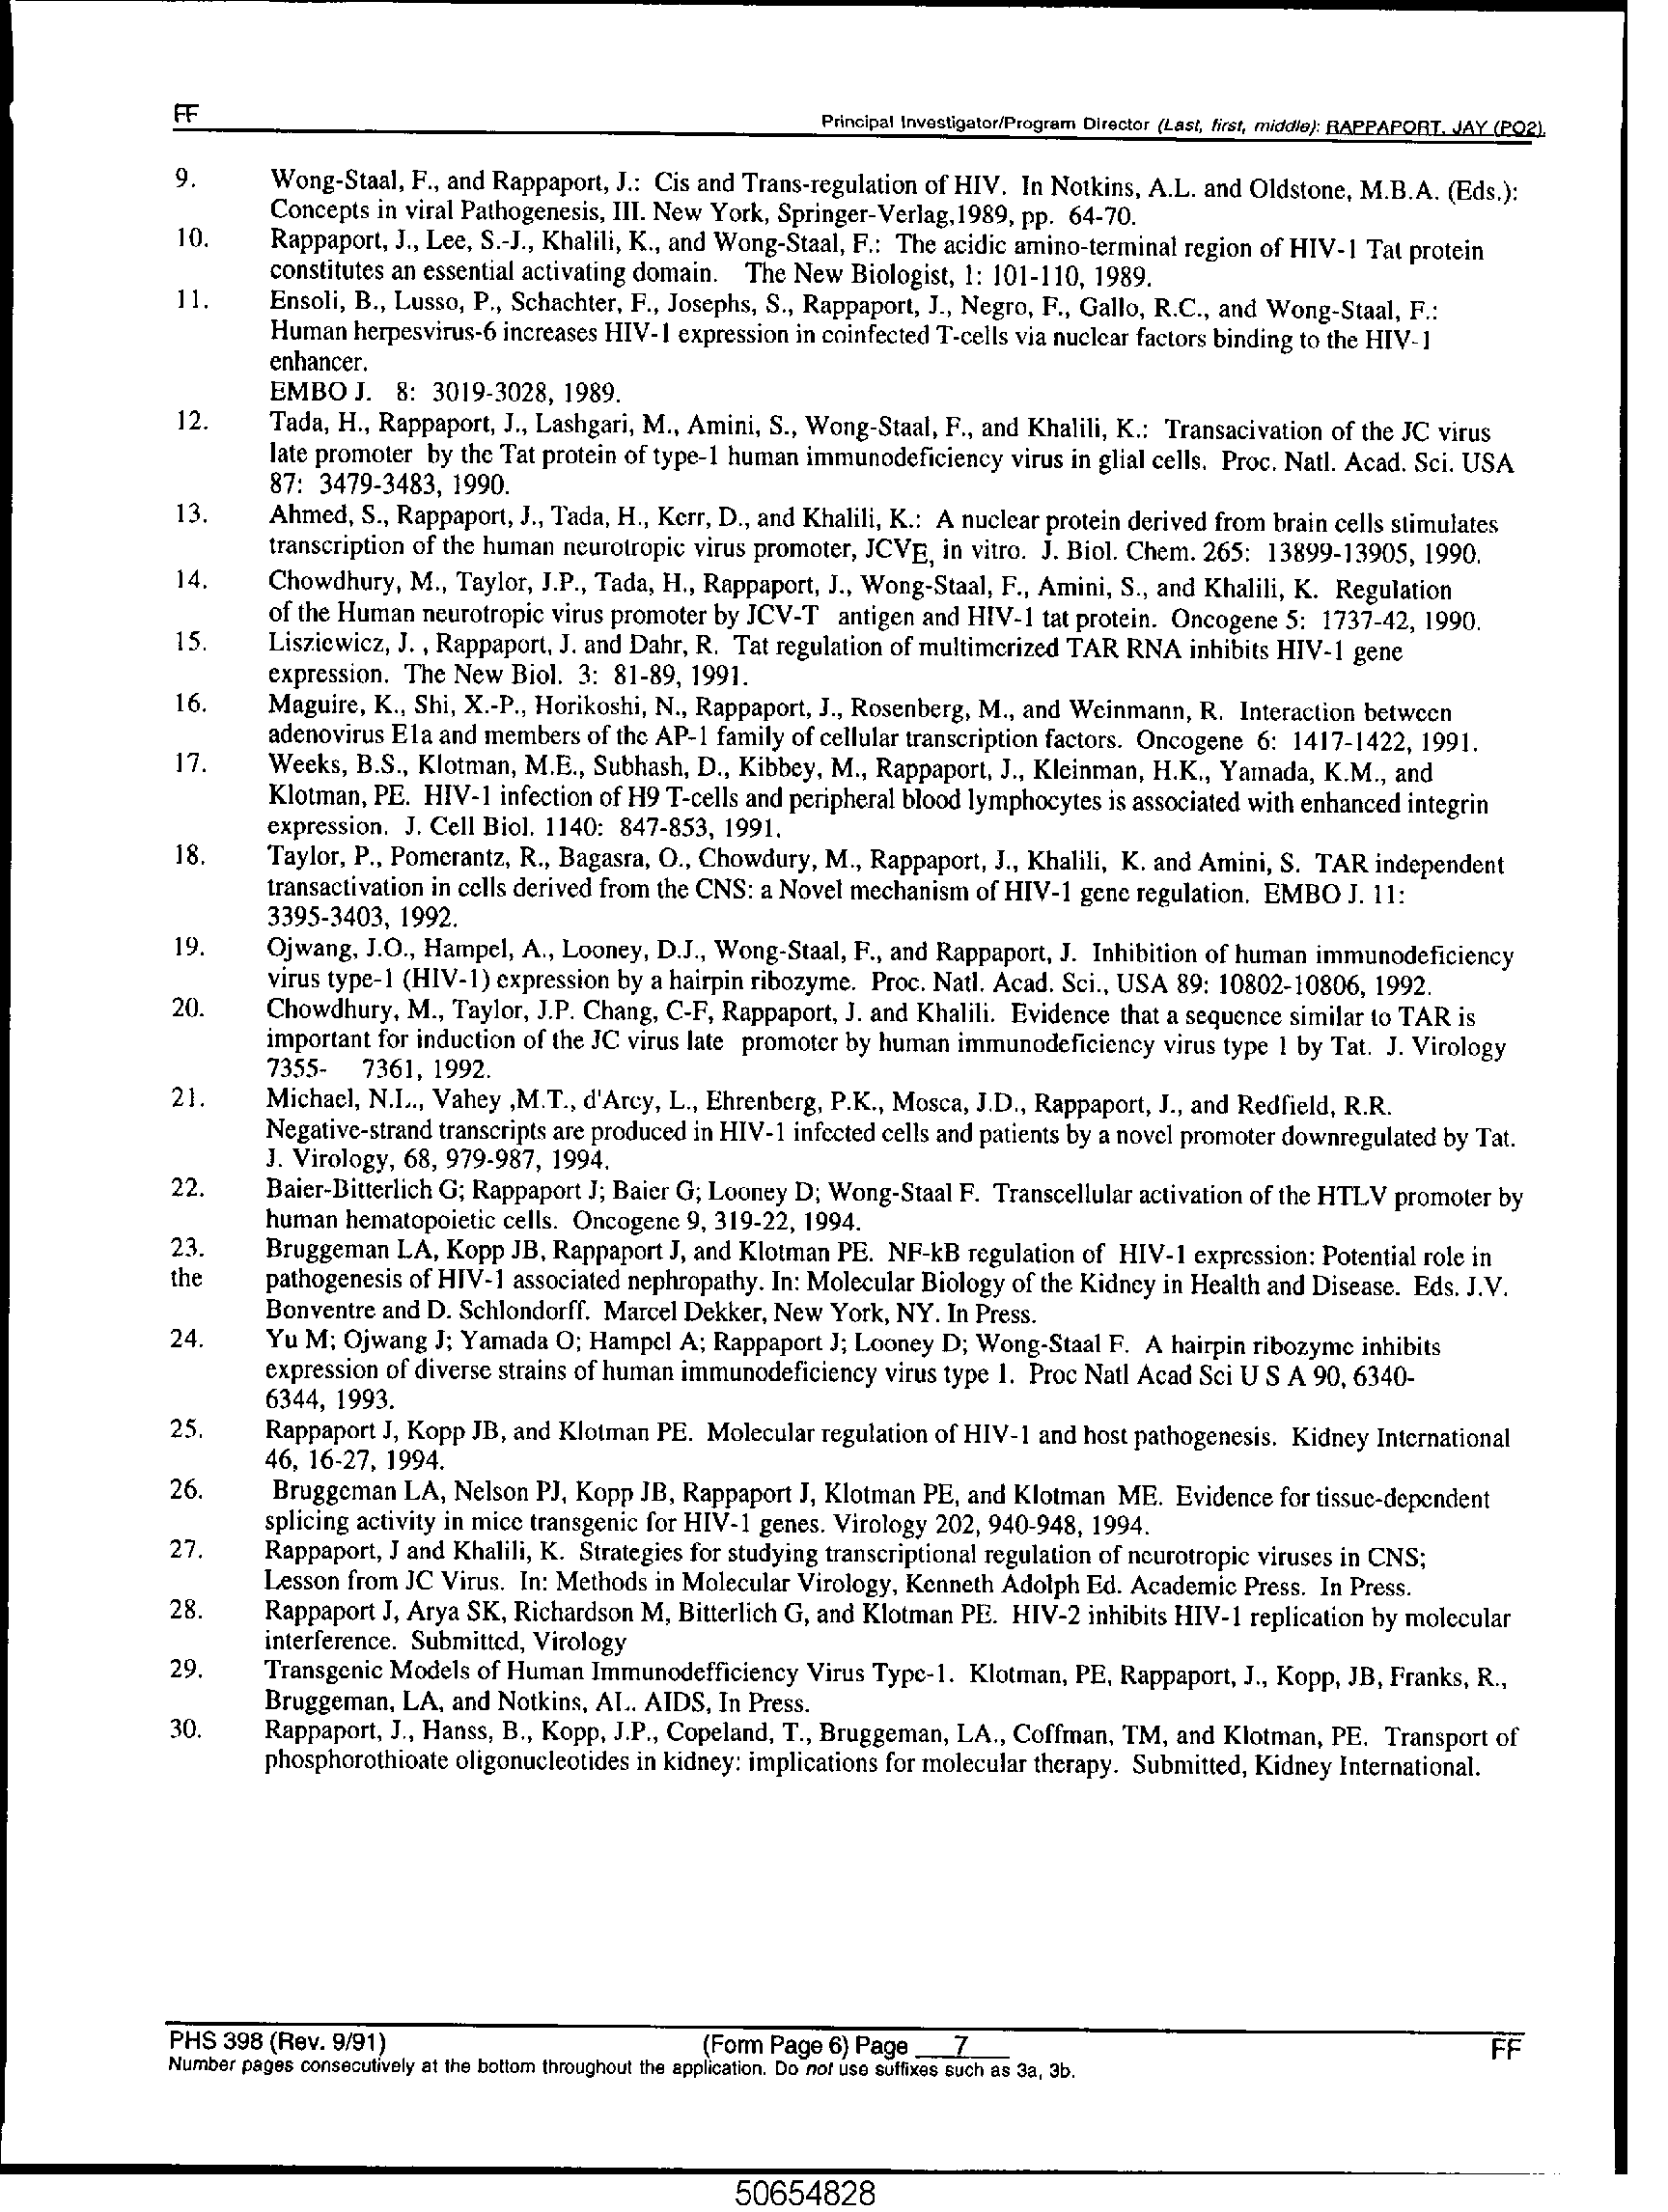 FF
Principal Investigator/Program Director (Last, first, middle): RAPPAPORT, JAY (PO2).
9. Wong-Staal, F., and Rappaport, J.: Cis and Trans-regulation of HIV. In Notkins, A.L. and Oldstone, M.B.A. (Eds.):
Concepts in viral Pathogenesis, III. New York, Springer-Verlag,1989, pp. 64-70.
10. Rappaport, J., Lee, S.-J., Khalili, K., and Wong-Staal, F.: The acidic amino-terminal region of HIV-1 Tat protein
constitutes an essential activating domain. The New Biologist, 1: 101-110, 1989.
11. Ensoli, B., Lusso, P., Schachter, F., Josephs, S., Rappaport, J., Negro, F., Gallo, R.C., and Wong-Staal, F.:
Human herpesvirus-6 increases HIV-1 expression in coinfected T-cells via nuclear factors binding to the HIV-1
enhancer.
EMBO J. 8: 3019-3028, 1989.
12. Tada, H., Rappaport, J., Lashgari, M., Amini, S., Wong-Staal, F., and Khalili, K.: Transacivation of the JC virus
late promoter by the Tat protein of type-1 human immunodeficiency virus in glial cells. Proc. Natl. Acad. Sci. USA
87: 3479-3483, 1990.
13. Ahmed, S., Rappaport, J., Tada, H., Kerr, D., and Khalili, K.: A nuclear protein derived from brain cells stimulates
transcription of the human neurotropic virus promoter, JCVE, in vitro. J. Biol. Chem. 265: 13899-13905, 1990.
14. Chowdhury, M., Taylor, J.P., Tada, H., Rappaport, J., Wong-Staal, F., Amini, S., and Khalili, K. Regulation
of the Human neurotropic virus promoter by JCV-T antigen and HIV-1 tat protein. Oncogene 5: 1737-42, 1990.
15. Lisziewicz, J. , Rappaport, J. and Dahr, R. Tat regulation of multimerized TAR RNA inhibits HIV-1 gene
expression. The New Biol. 3: 81-89, 1991.
16. Maguire, K., Shi, X.-P., Horikoshi, N., Rappaport, J., Rosenberg, M., and Weinmann, R. Interaction between
adenovirus E1a and members of the AP-1 family of cellular transcription factors. Oncogene 6: 1417-1422, 1991.
17. Weeks, B.S., Klotman, M.E., Subhash, D., Kibbey, M., Rappaport, J., Kleinman, H.K., Yamada, K.M., and
Klotman, PE. HIV-1 infection of H9 T-cells and peripheral blood lymphocytes is associated with enhanced integrin
expression. J. Cell Biol. 1140: 847-853, 1991.
18. Taylor, P., Pomerantz, R., Bagasra, O., Chowdury, M., Rappaport, J., Khalili, K. and Amini, S. TAR independent
transactivation in cells derived from the CNS: a Novel mechanism of HIV-1 gene regulation. EMBO J. 11:
3395-3403, 1992.
19. Ojwang, J.O., Hampel, A., Looney, D.J., Wong-Staal, F., and Rappaport, J. Inhibition of human immunodeficiency
virus type-1 (HIV-1) expression by a hairpin ribozyme. Proc. Natl. Acad. Sci., USA 89: 10802-10806, 1992.
20. Chowdhury, M., Taylor, J.P. Chang, C-F, Rappaport, J. and Khalili. Evidence that a sequence similar to TAR is
important for induction of the JC virus late promoter by human immunodeficiency virus type 1 by Tat. J. Virology
7355- 7361, 1992.
21. Michael, N.L., Vahey ,M.T., d'Arcy, L., Ehrenberg, P.K., Mosca, J.D., Rappaport, J., and Redfield, R.R.
Negative-strand transcripts are produced in HIV-1 infected cells and patients by a novel promoter downregulated by Tat.
J. Virology, 68, 979-987, 1994.
22. Baier-Bitterlich G; Rappaport J; Baier G; Looney D; Wong-Staal F. Transcellular activation of the HTLV promoter by
human hematopoietic cells. Oncogene 9, 319-22, 1994.
23. Bruggeman LA, Kopp JB, Rappaport J, and Klotman PE. NF-kB regulation of HIV-1 expression: Potential role in
the pathogenesis of HIV-1 associated nephropathy. In: Molecular Biology of the Kidney in Health and Disease. Eds. J.V.
Bonventre and D. Schlondorff. Marcel Dekker, New York, NY. In Press.
24. Yu M; Ojwang J; Yamada O; Hampel A; Rappaport J; Looney D; Wong-Staal F. A hairpin ribozyme inhibits
expression of diverse strains of human immunodeficiency virus type 1. Proc Natl Acad Sci U S A 90, 6340-
6344, 1993.
25. Rappaport J, Kopp JB, and Klotman PE. Molecular regulation of HIV-1 and host pathogenesis. Kidney International
46, 16-27, 1994.
26. Bruggeman LA, Nelson PJ, Kopp JB, Rappaport J, Klotman PE, and Klotman ME. Evidence for tissue-dependent
splicing activity in mice transgenic for HIV-1 genes. Virology 202, 940-948, 1994.
27. Rappaport, J and Khalili, K. Strategies for studying transcriptional regulation of neurotropic viruses in CNS;
Lesson from JC Virus. In: Methods in Molecular Virology, Kenneth Adolph Ed. Academic Press. In Press.
28. Rappaport J, Arya SK, Richardson M, Bitterlich G, and Klotman PE. HIV-2 inhibits HIV-1 replication by molecular
interference. Submitted, Virology
29. Transgenic Models of Human Immunodefficiency Virus Type-1. Klotman, PE, Rappaport, J., Kopp, JB, Franks, R.,
Bruggeman, LA, and Notkins, AL. AIDS, In Press.
30. Rappaport, J., Hanss, B., Kopp, J.P., Copeland, T., Bruggeman, LA., Coffman, TM, and Klotman, PE. Transport of
phosphorothioate oligonucleotides in kidney: implications for molecular therapy. Submitted, Kidney International.
PHS 398 (Rev. 9/91) (Form Page 6) Page 7 FF
Number pages consecutively at the bottom throughout the application. Do not use suffixes such as 3a, 3b.
50654828